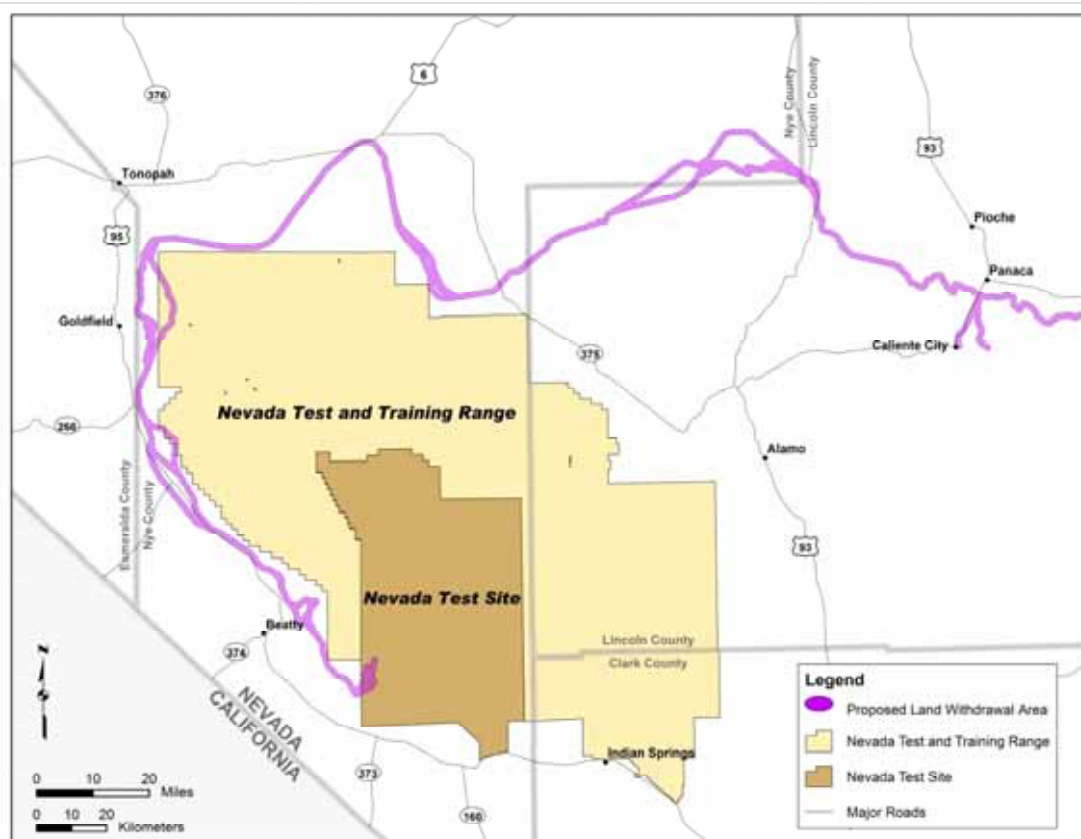 6
376
Nye County
Lincoln County
93
Tonopah
95
Pioche
Panaca
Goldfield
375
Caliente City
266
Nevada Test and Training Range
Alamo
Esmeralda County
Nye County
93
Nevada Test Site
Beatty
374
Lincoln County
Clark County
N
NEVADA
CALIFORNIA
Indian Springs
373
160
0 10 20
Miles
0 10 20
Kilometers
Legend
Proposed Land Withdrawal Area
Nevada Test and Training Range
Nevada Test Site
Major Roads